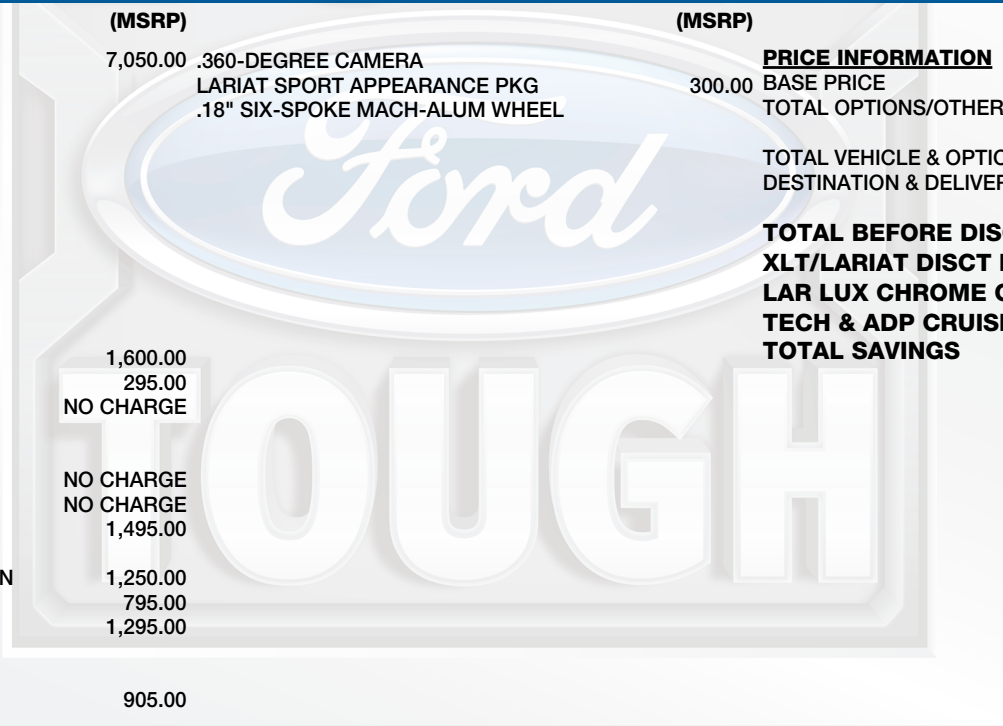 (MSRP)
7,050.00
1,600.00
295.00
NO CHARGE
NO CHARGE
NO CHARGE
1,495.00
N 1,250.00
795.00
1,295.00
905.00
(MSRP)
.360-DEGREE CAMERA
LARIAT SPORT APPEARANCE PKG 300.00
.18" SIX-SPOKE MACH-ALUM WHEEL
PRICE INFORMATION
BASE PRICE
TOTAL OPTIONS/OTHER
TOTAL VEHICLE & OPTIO
DESTINATION & DELIVER
TOTAL BEFORE DISC
XLT/LARIAT DISCT
LAR LUX CHROME C
TECH & ADP CRUIS
TOTAL SAVINGS
Ford
TOUGH